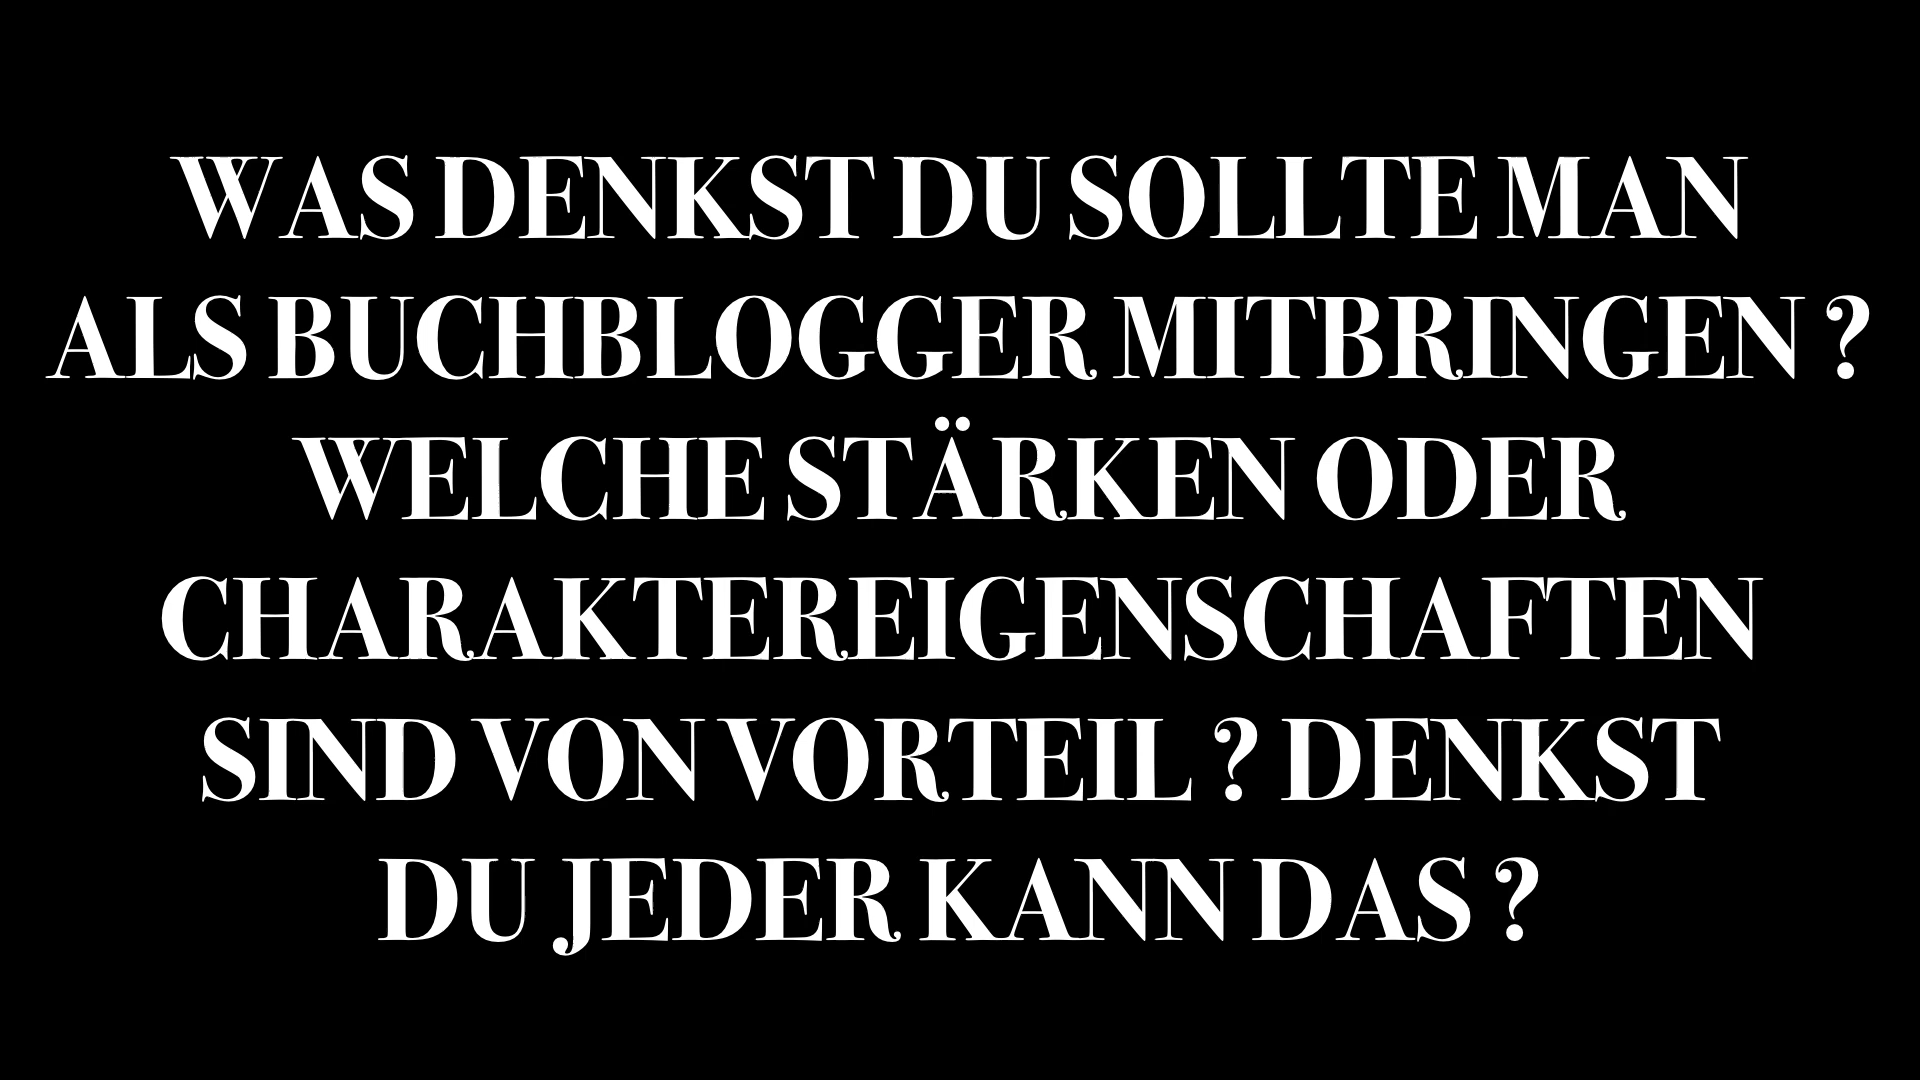 WAS DENKST DU SOLLTE MAN
ALS BUCHBLOGGER MITBRINGEN ?
WELCHE STÄRKEN ODER
CHARAKTEREIGENSCHAFTEN
SIND VON VORTEIL ? DENKST
DU JEDER KANN DAS ?